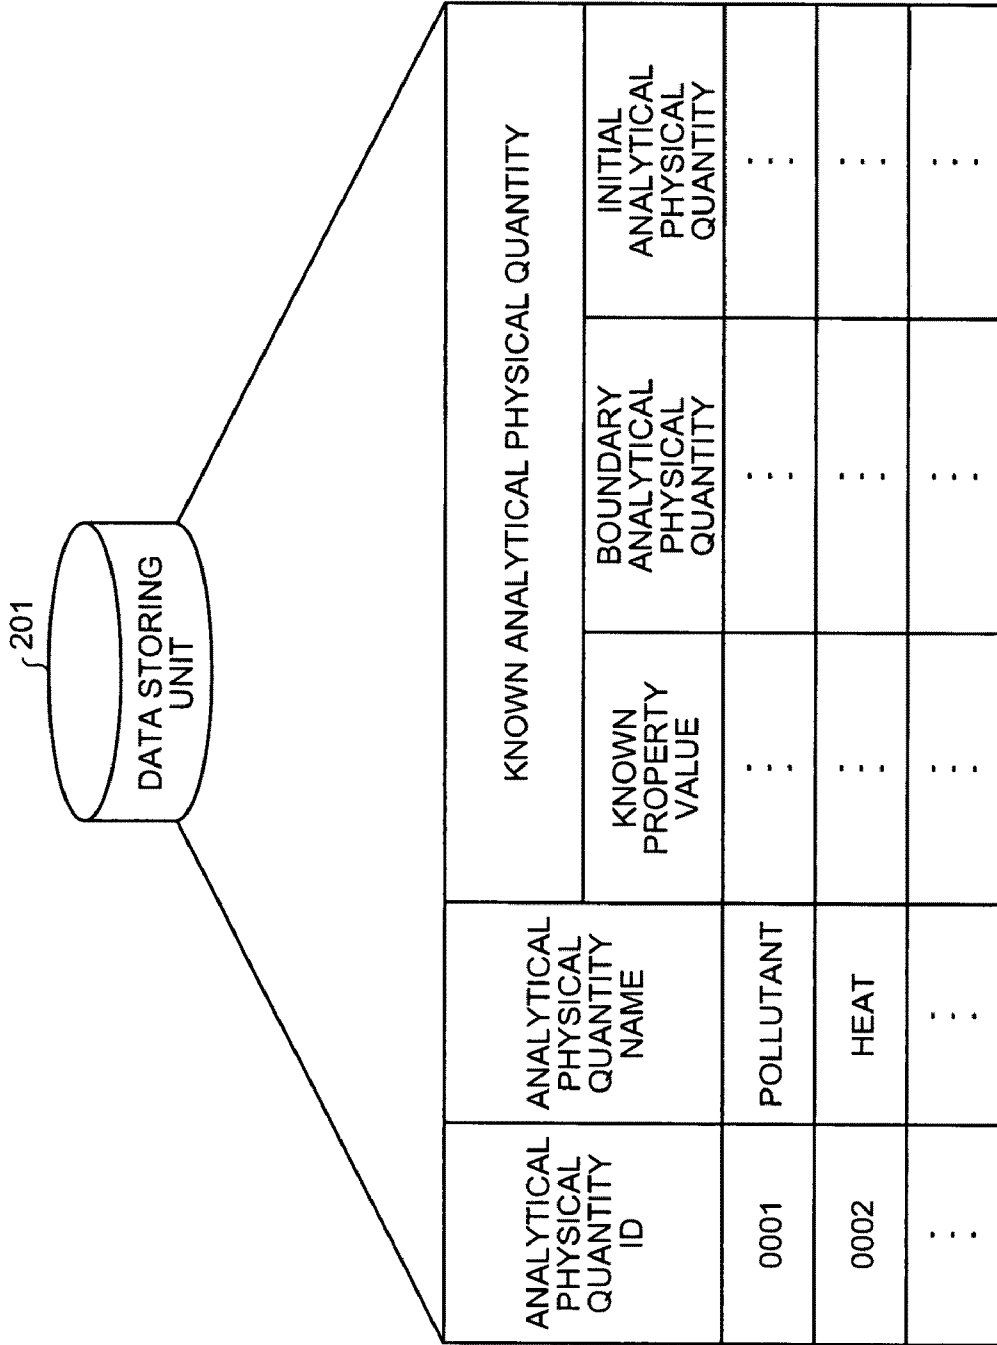 201
DATA STORING
UNIT
ANALYTICAL
PHYSICAL
QUANTITY
ID
ANALYTICAL
PHYSICAL
QUANTITY
NAME
KNOWN ANALYTICAL PHYSICAL QUANTITY
KNOWN
PROPERTY
VALUE
BOUNDARY
ANALYTICAL
PHYSICAL
QUANTITY
INITIAL
ANALYTICAL
PHYSICAL
QUANTITY
0001
POLLUTANT
...
...
...
0002
HEAT
...
...
...
...
...
...
...
...